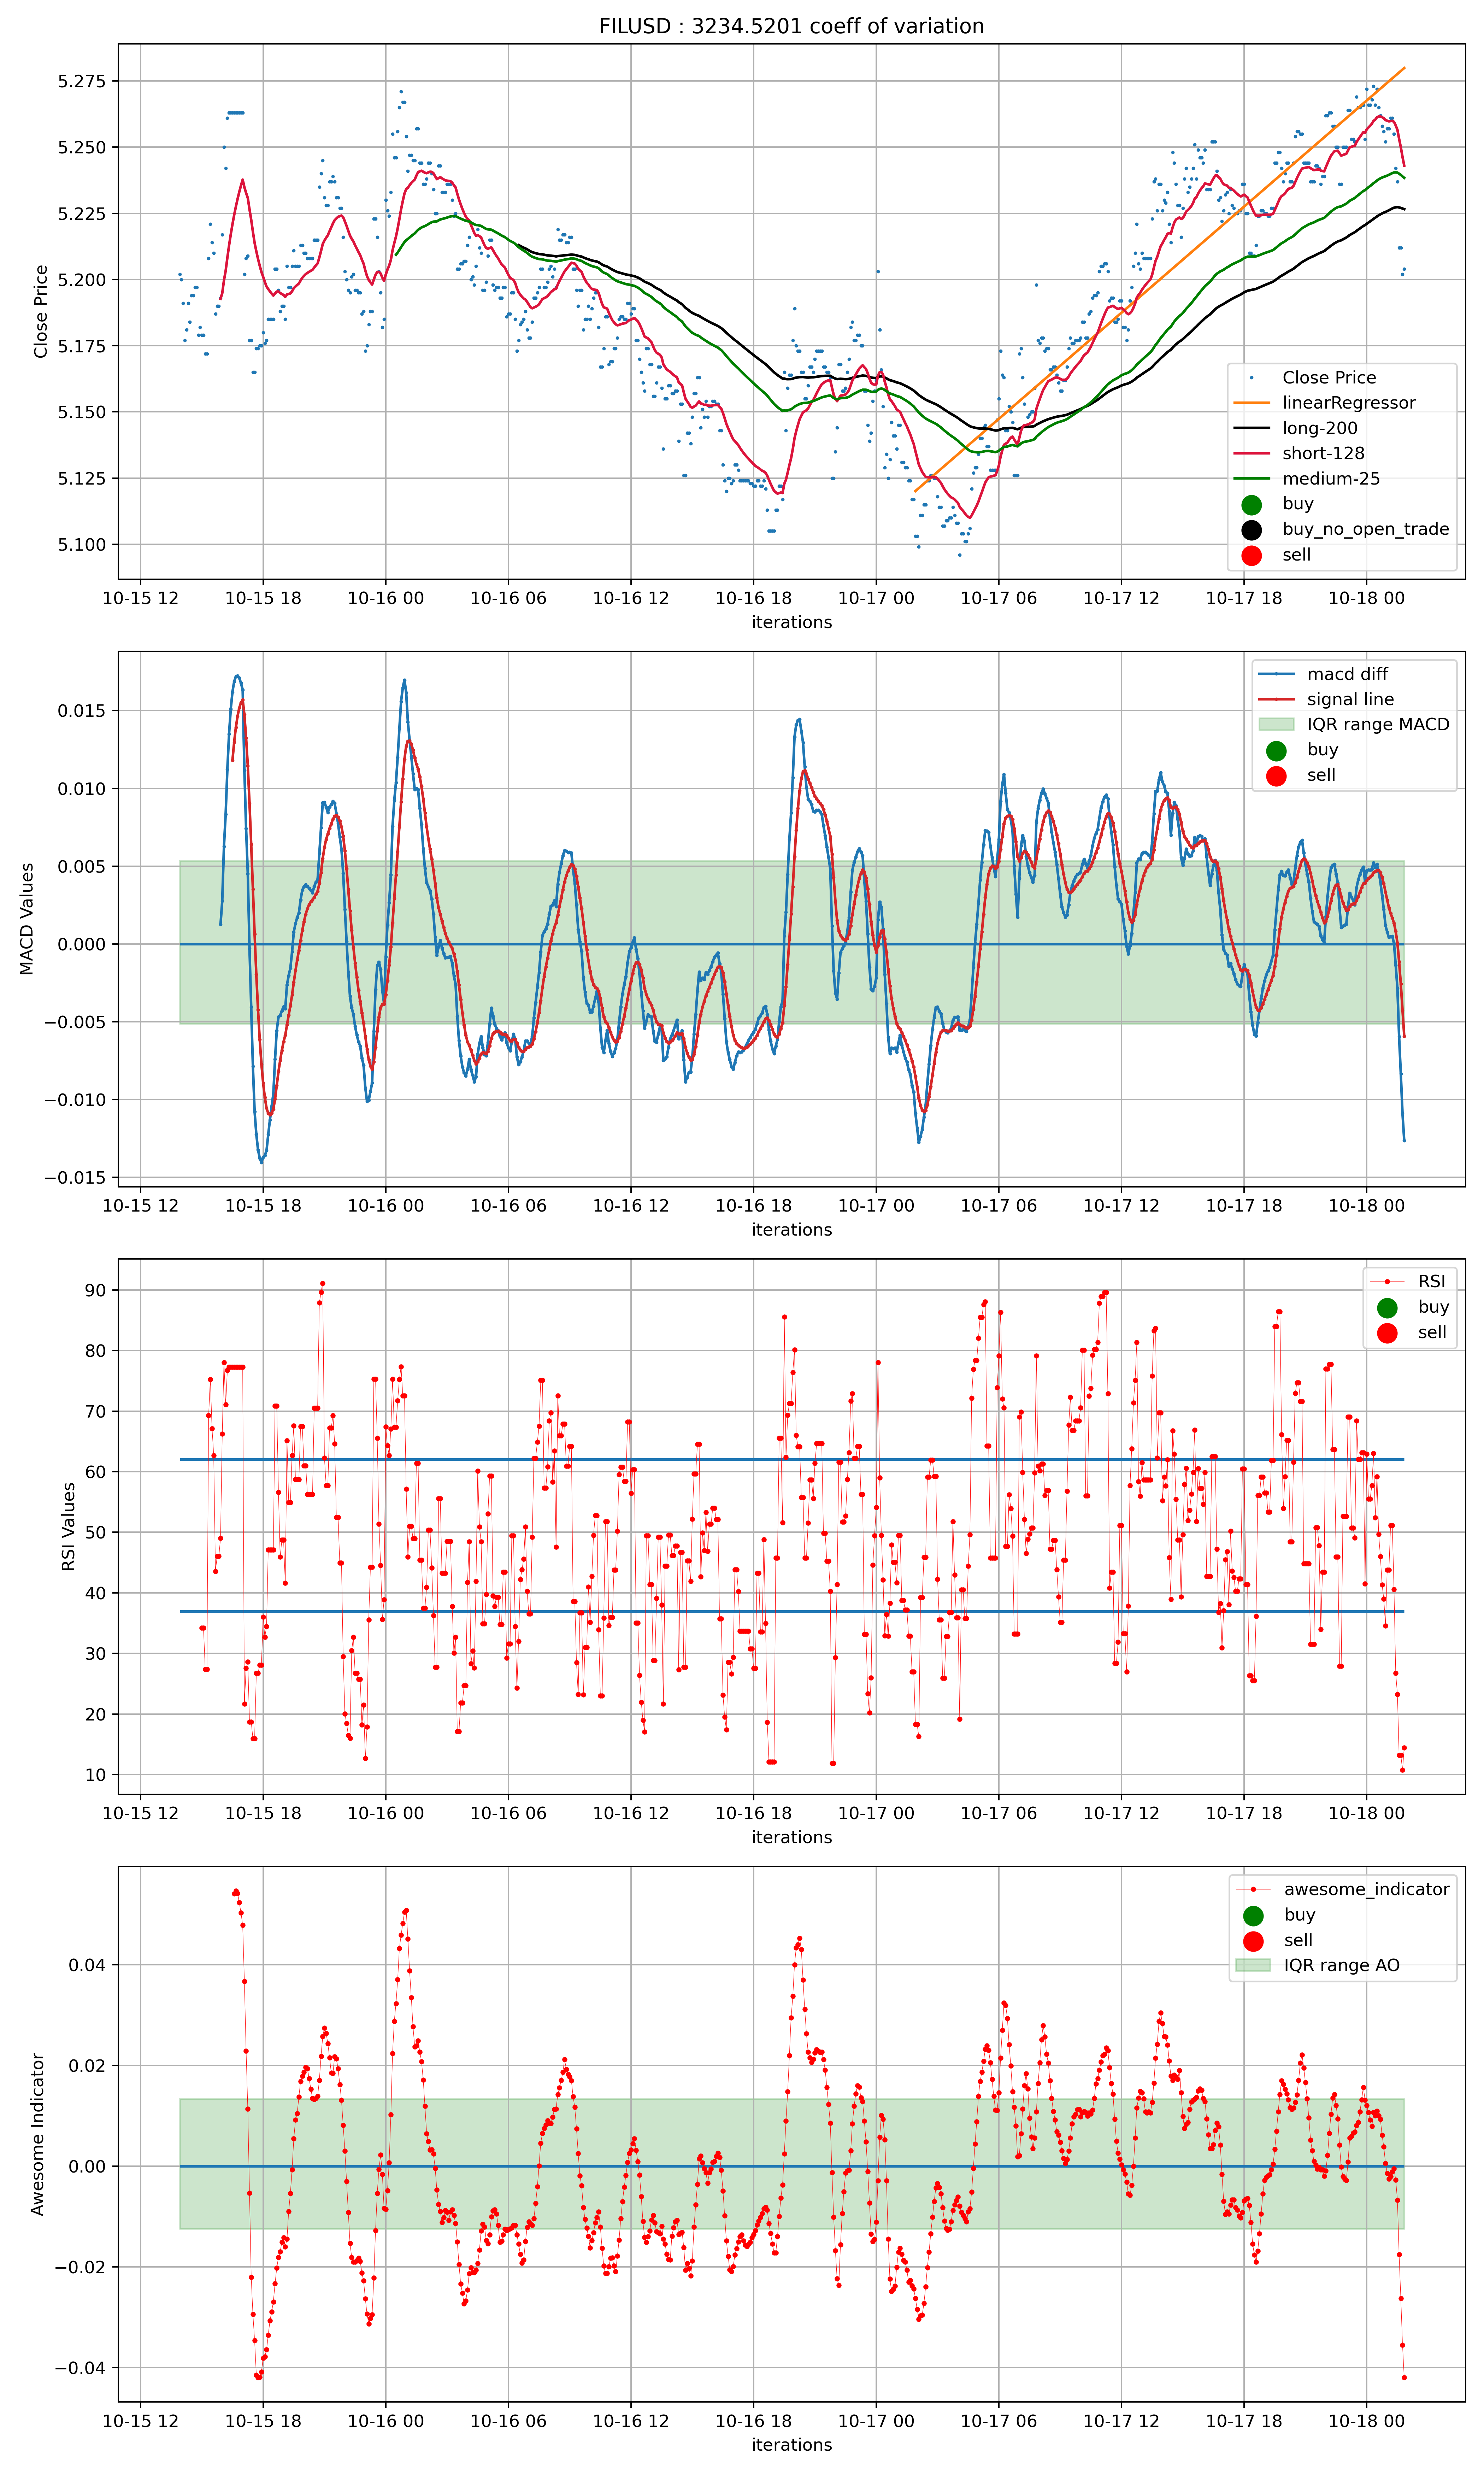 FILUSD : 3234.5201 coeff of variation
5.275
5.250
5.225
5.200
5.175
5.150
5.125
5.100
Close Price
Close Price
linearRegressor
long-200
short-128
medium-25
buy
buy_no_open_trade
sell
10-15 12 10-15 18 10-16 00 10-16 06 10-16 12 10-16 18 10-17 00 10-17 06 10-17 12 10-17 18 10-18 00
iterations
0.015
0.010
0.005
0.000
−0.005
−0.010
−0.015
MACD Values
macd diff
signal line
IQR range MACD
buy
sell
10-15 12 10-15 18 10-16 00 10-16 06 10-16 12 10-16 18 10-17 00 10-17 06 10-17 12 10-17 18 10-18 00
iterations
90
80
70
60
50
40
30
20
10
RSI Values
RSI
buy
sell
10-15 12 10-15 18 10-16 00 10-16 06 10-16 12 10-16 18 10-17 00 10-17 06 10-17 12 10-17 18 10-18 00
iterations
0.04
0.02
0.00
−0.02
−0.04
Awesome Indicator
awesome_indicator
buy
sell
IQR range AO
10-15 12 10-15 18 10-16 00 10-16 06 10-16 12 10-16 18 10-17 00 10-17 06 10-17 12 10-17 18 10-18 00
iterations